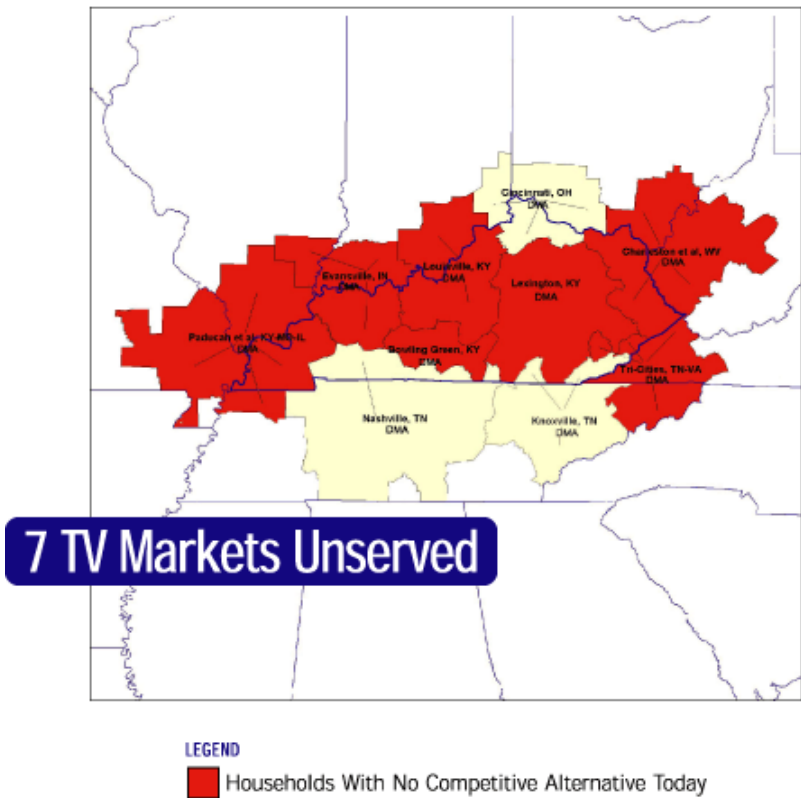 Cincinnati, OH
DMA
Charleston et al, WV
DMA
Louisville, KY
DMA
Evansville, IN
DMA
Lexington, KY
DMA
Paducah et al, KY-MO-IL
DMA
Bowling Green, KY
DMA
Tri-Cities, TN-VA
DMA
Nashville, TN
DMA
Knoxville, TN
DMA
7 TV Markets Unserved
LEGEND
Households With No Competitive Alternative Today